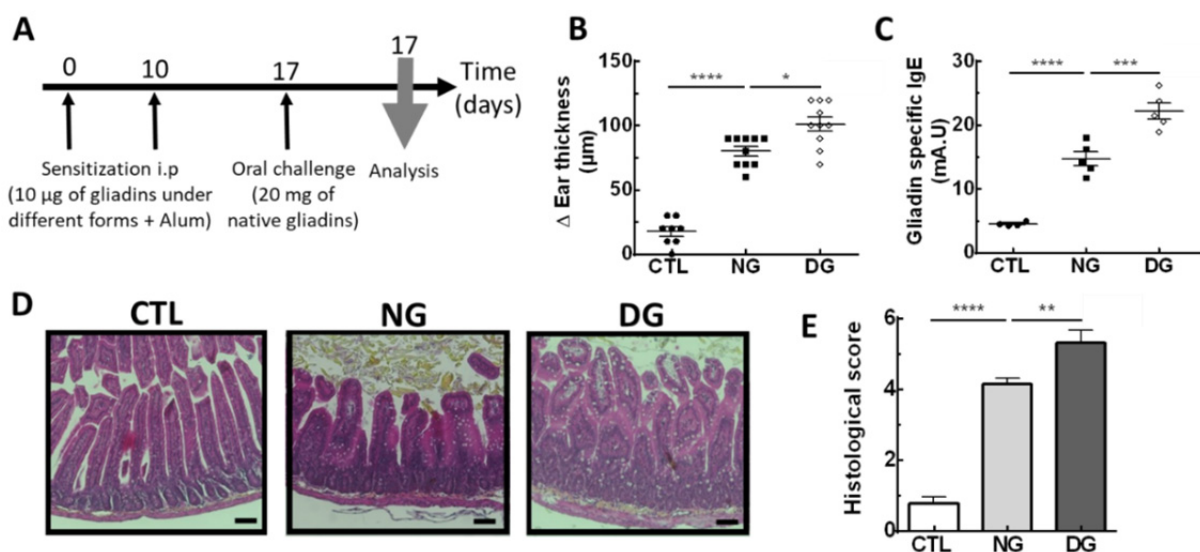 A
0
10
17
17
Time
(days)
Sensitization i.p
(10 µg of gliadins under
different forms + Alum)
Oral challenge
(20 mg of
native gliadins)
Analysis
B
Δ Ear thickness
(µm)
150
100
50
0
****
*
CTL NG DG
C
Gliadin specific IgE
(mA.U)
30
20
10
0
****
***
CTL NG DG
D
CTL NG DG
E
Histological score
6
4
2
0
****
**
CTL NG DG